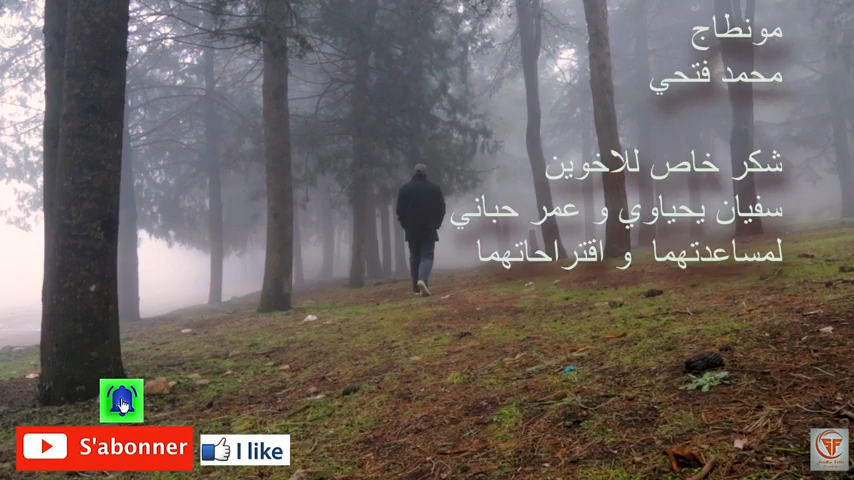 مونطاج
محمد فتحي
شكر خاص للاخوين
سفيان يحياوي و عمر حباني
لمساعدتهما و اقتراحاتهما
S'abonner
I like